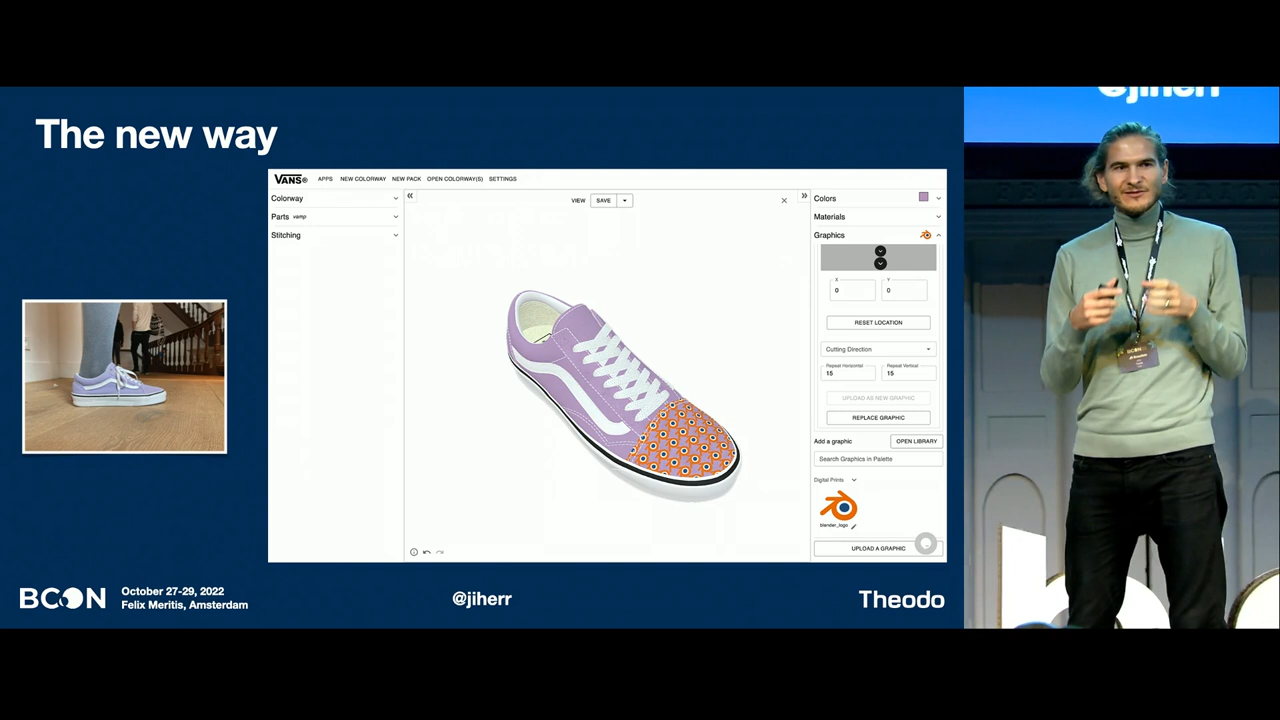 The new way
@jiherr
VANS®
APPS
NEW COLORWAY
NEW PACK
OPEN COLORWAY(S)
SETTINGS
Colorway
Parts vamp
Stitching
VIEW
SAVE
Colors
Materials
Graphics
X
0
Y
0
RESET LOCATION
Cutting Direction
Repeat Horizontal
15
Repeat Vertical
15
UPLOAD AS NEW GRAPHIC
REPLACE GRAPHIC
Add a graphic
OPEN LIBRARY
Search Graphics in Palette
Digital Prints
blender_logo
UPLOAD A GRAPHIC
BCON
October 27-29, 2022
Felix Meritis, Amsterdam
@jiherr
Theodo
BCON